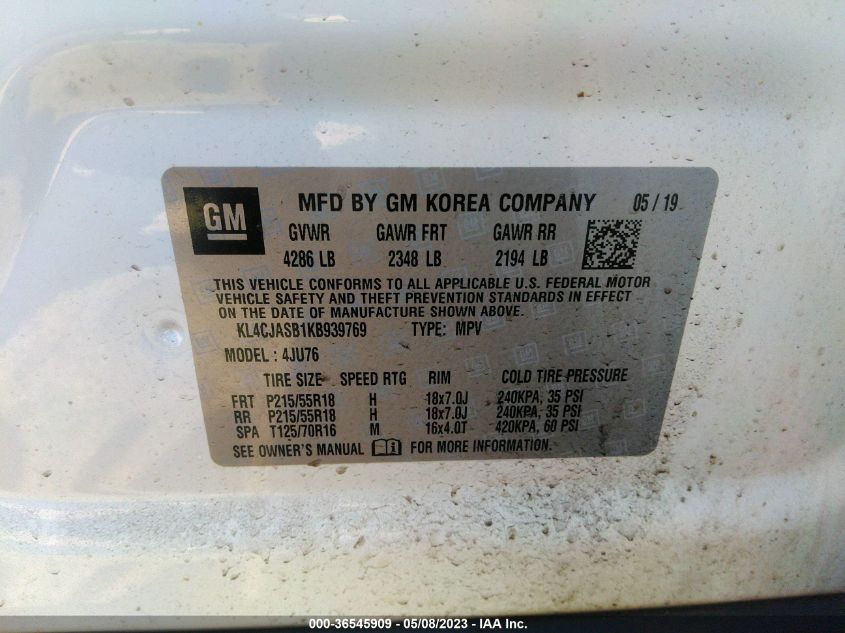 GM MFD BY GM KOREA COMPANY 05 / 19
GVWR GAWR FRT GAWR RR
4286 LB 2348 LB 2194 LB
THIS VEHICLE CONFORMS TO ALL APPLICABLE U.S. FEDERAL MOTOR
VEHICLE SAFETY AND THEFT PREVENTION STANDARDS IN EFFECT
ON THE DATE OF MANUFACTURE SHOWN ABOVE.
KL4CJASB1KB939769 TYPE: MPV
MODEL : 4JU76
TIRE SIZE SPEED RTG RIM COLD TIRE PRESSURE
FRT P215/55R18 H 18x7.0J 240KPA, 35 PSI
RR P215/55R18 H 18x7.0J 240KPA, 35 PSI
SPA T125/70R16 M 16x4.0T 420KPA, 60 PSI
SEE OWNER'S MANUAL FOR MORE INFORMATION.
000-36545909 - 05/08/2023 - IAA Inc.